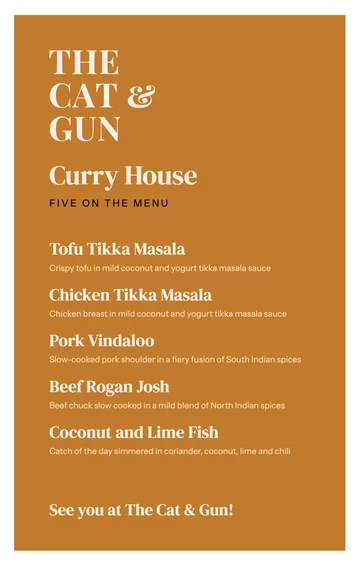 THE
CAT &
GUN
Curry House
FIVE ON THE MENU
Tofu Tikka Masala
Crispy tofu in mild coconut and yogurt tikka masala sauce
Chicken Tikka Masala
Chicken breast in mild coconut and yogurt tikka masala sauce
Pork Vindaloo
Slow-cooked pork shoulder in a fiery fusion of South Indian spices
Beef Rogan Josh
Beef chuck slow cooked in a mild blend of North Indian spices
Coconut and Lime Fish
Catch of the day simmered in coriander, coconut, lime and chili
See you at The Cat & Gun!